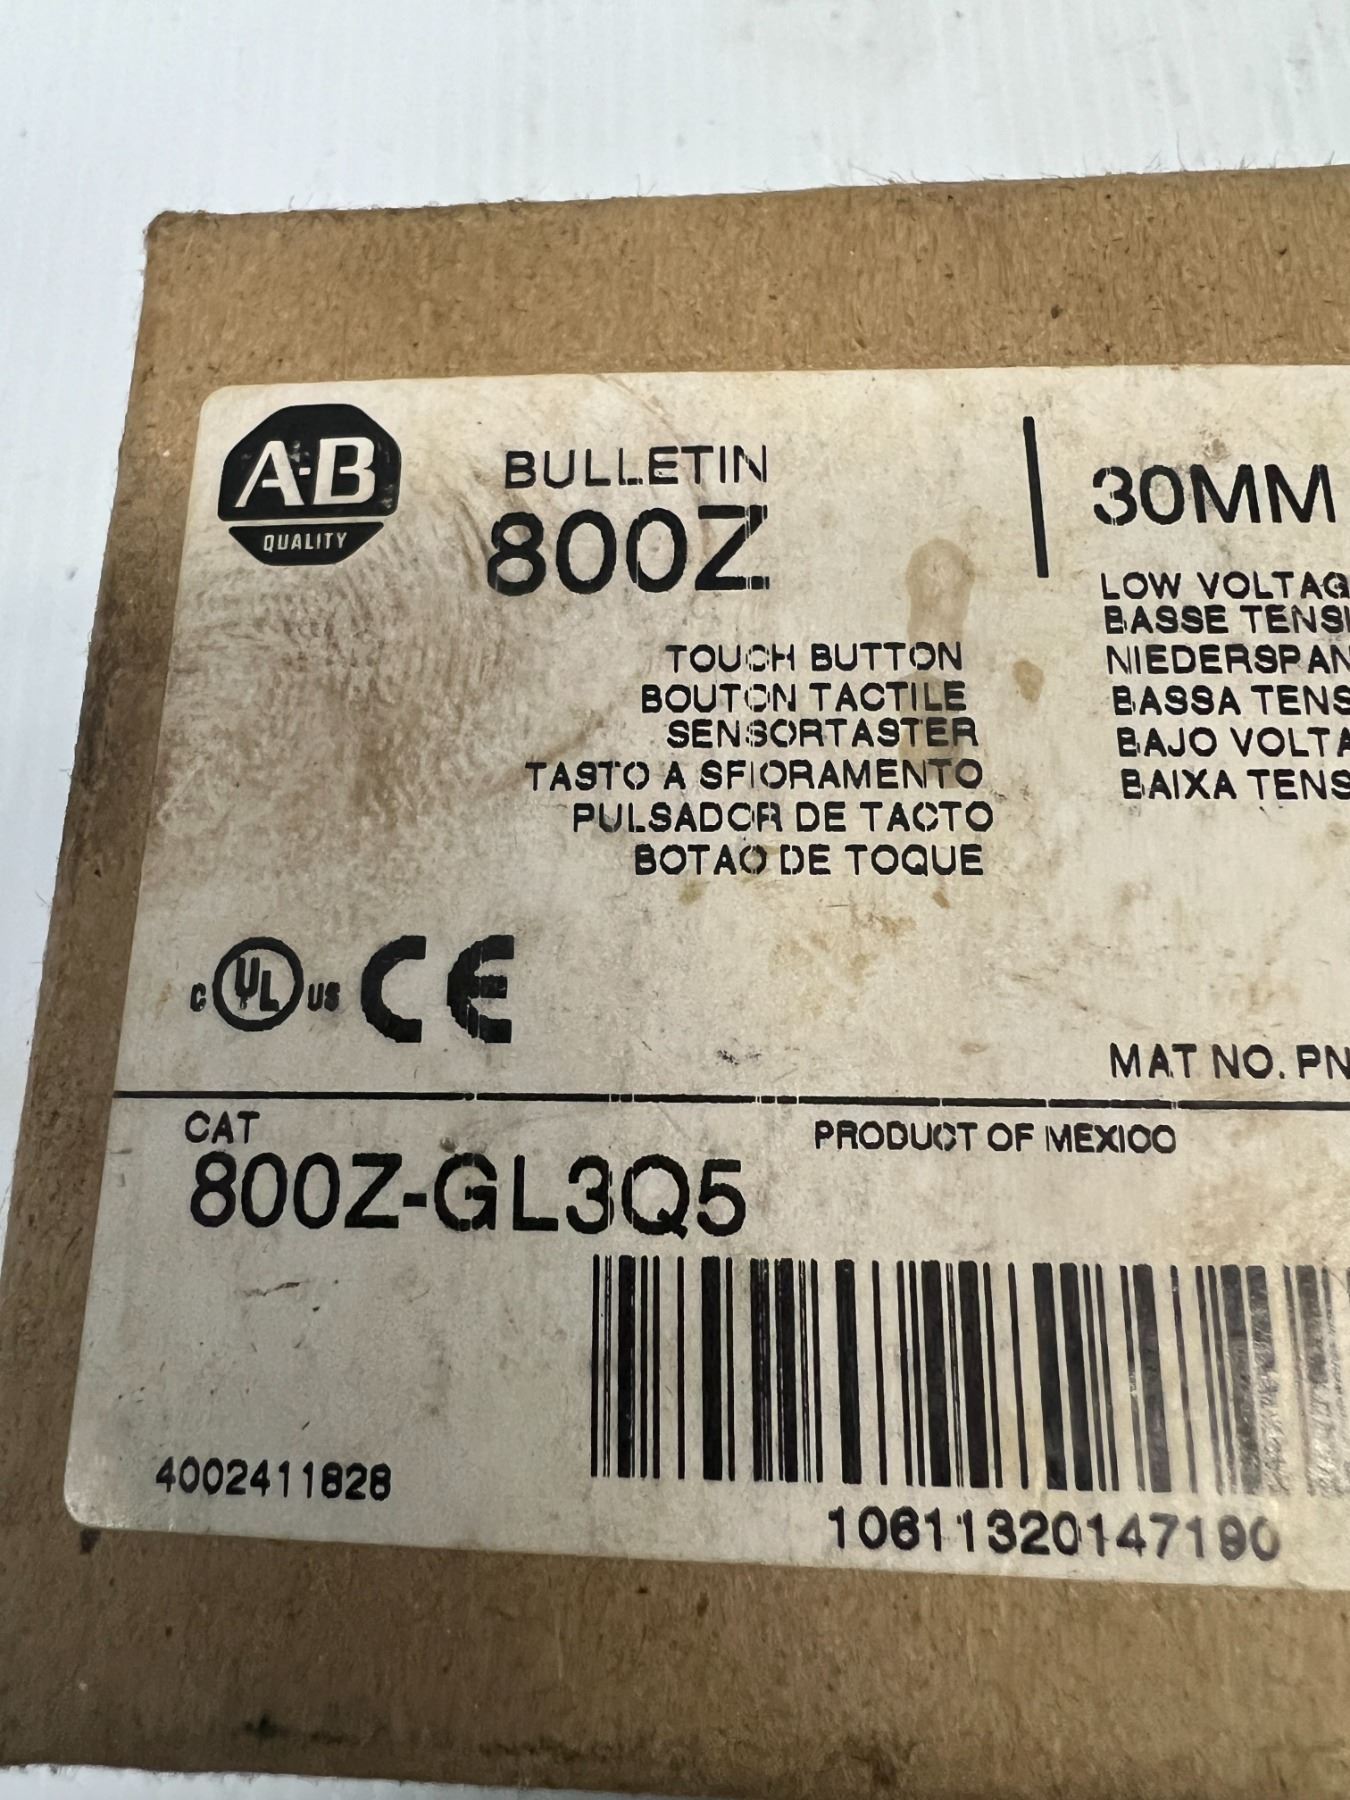 A-B
QUALITY
BULLETIN
800Z
TOUCH BUTTON
BOUTON TACTILE
SENSORTASTER
TASTO A SFIORAMENTO
PULSADOR DE TACTO
BOTAO DE TOQUE
30MM
LOW VOLTAG
BASSE TENSI
NIEDERSPAN
BASSA TENS
BAJO VOLTA
BAIXA TENS
C UL US CE
MAT NO. PN
CAT
800Z-GL3Q5
PRODUCT OF MEXICO
4002411828
10611320147190